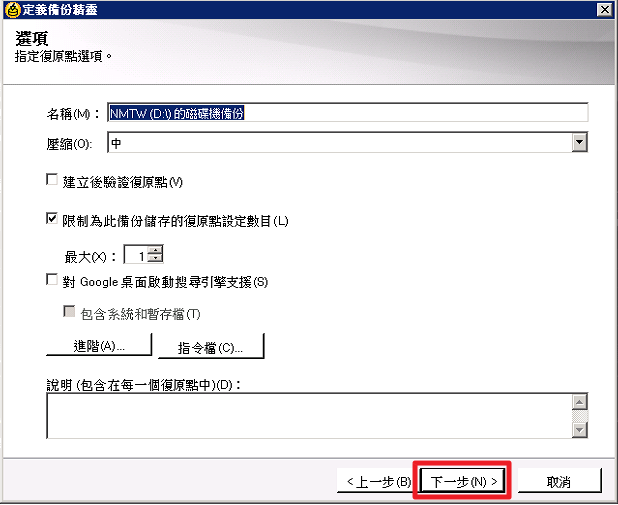 定義備份精靈
選項
指定復原點選項。
名稱(M)： NMTW (D:\) 的磁碟機備份
壓縮(O): 中
建立後驗證復原點(V)
限制為此備份儲存的復原點設定數目(L)
最大(X)： 1
對 Google 桌面啟動搜尋引擎支援(S)
包含系統和暫存檔(T)
進階(A)... 指令檔(C)...
說明 (包含在每一個復原點中)(D)：
< 上一步(B) 下一步(N) > 取消